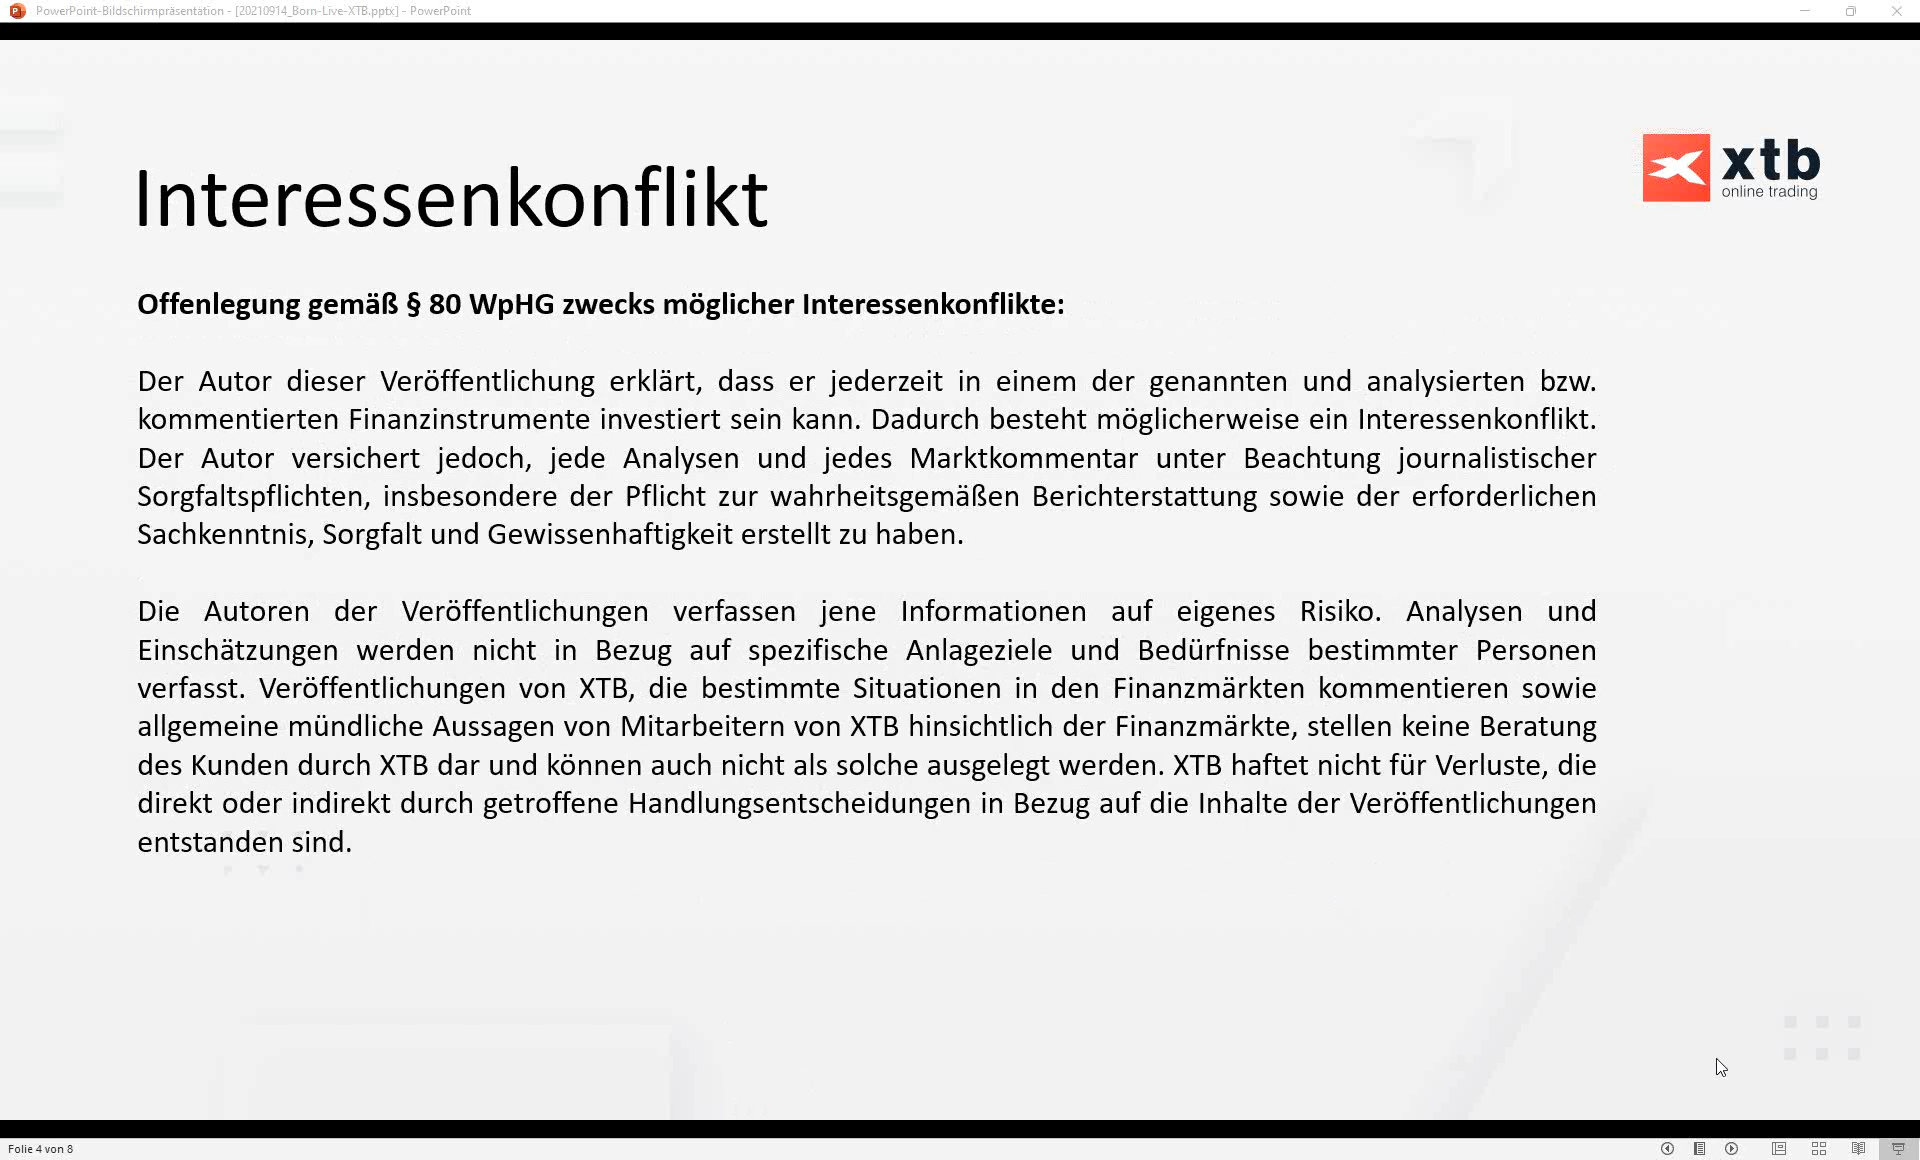 PowerPoint-Bildschirmpräsentation - [20210914_Born-Live-XTB.pptx] - PowerPoint
xtb
online trading
Interessenkonflikt
Offenlegung gemäß § 80 WpHG zwecks möglicher Interessenkonflikte:
Der Autor dieser Veröffentlichung erklärt, dass er jederzeit in einem der genannten und analysierten bzw.
kommentierten Finanzinstrumente investiert sein kann. Dadurch besteht möglicherweise ein Interessenkonflikt.
Der Autor versichert jedoch, jede Analysen und jedes Marktkommentar unter Beachtung journalistischer
Sorgfaltspflichten, insbesondere der Pflicht zur wahrheitsgemäßen Berichterstattung sowie der erforderlichen
Sachkenntnis, Sorgfalt und Gewissenhaftigkeit erstellt zu haben.
Die Autoren der Veröffentlichungen verfassen jene Informationen auf eigenes Risiko. Analysen und
Einschätzungen werden nicht in Bezug auf spezifische Anlageziele und Bedürfnisse bestimmter Personen
verfasst. Veröffentlichungen von XTB, die bestimmte Situationen in den Finanzmärkten kommentieren sowie
allgemeine mündliche Aussagen von Mitarbeitern von XTB hinsichtlich der Finanzmärkte, stellen keine Beratung
des Kunden durch XTB dar und können auch nicht als solche ausgelegt werden. XTB haftet nicht für Verluste, die
direkt oder indirekt durch getroffene Handlungsentscheidungen in Bezug auf die Inhalte der Veröffentlichungen
entstanden sind.
Folie 4 von 8